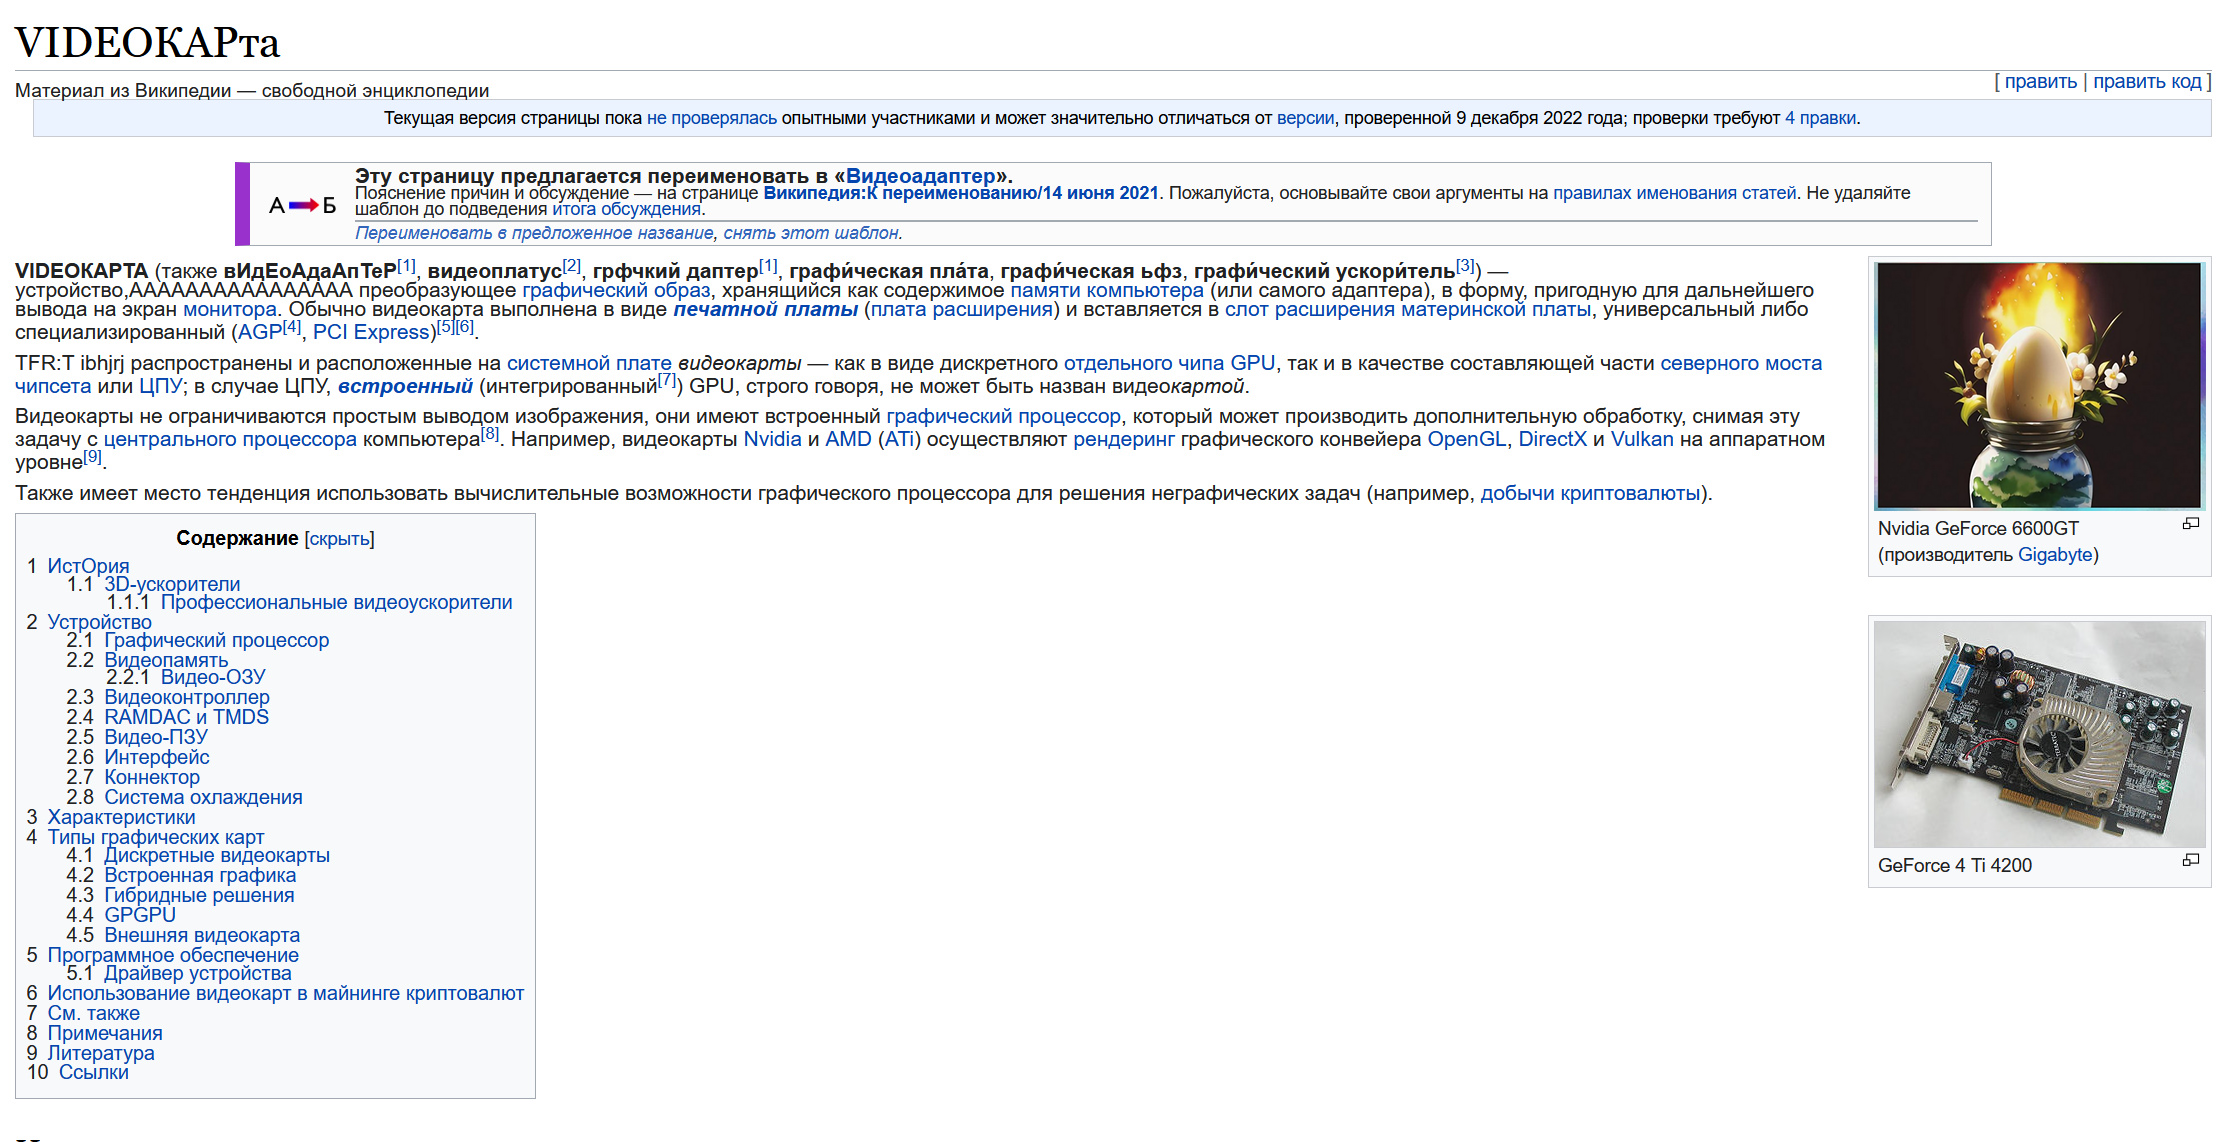 VIDEOКАРта
Материал из Википедии — свободной энциклопедии
[ править | править код ]
Текущая версия страницы пока не проверялась опытными участниками и может значительно отличаться от версии, проверенной 9 декабря 2022 года; проверки требуют 4 правки.
А Б
Эту страницу предлагается переименовать в «Видеоадаптер».
Пояснение причин и обсуждение — на странице Википедия:К переименованию/14 июня 2021. Пожалуйста, основывайте свои аргументы на правилах именования статей. Не удаляйте
шаблон до подведения итога обсуждения.
Переименовать в предложенное название, снять этот шаблон.
VIDEOКАРТА (также вИдЕоАдаАпТеР[1], видеоплатус[2], грфчкий даптер[1], графи́ческая пла́та, графи́ческая ьфз, графи́ческий ускори́тель[3]) —
устройство,АААААААААААААААА преобразующее графический образ, хранящийся как содержимое памяти компьютера (или самого адаптера), в форму, пригодную для дальнейшего
вывода на экран монитора. Обычно видеокарта выполнена в виде печатной платы (плата расширения) и вставляется в слот расширения материнской платы, универсальный либо
специализированный (AGP[4], PCI Express)[5][6].
TFR:T ibhjrj распространены и расположенные на системной плате видеокарты — как в виде дискретного отдельного чипа GPU, так и в качестве составляющей части северного моста
чипсета или ЦПУ; в случае ЦПУ, встроенный (интегрированный[7]) GPU, строго говоря, не может быть назван видеокартой.
Видеокарты не ограничиваются простым выводом изображения, они имеют встроенный графический процессор, который может производить дополнительную обработку, снимая эту
задачу с центрального процессора компьютера[8]. Например, видеокарты Nvidia и AMD (ATi) осуществляют рендеринг графического конвейера OpenGL, DirectX и Vulkan на аппаратном
уровне[9].
Также имеет место тенденция использовать вычислительные возможности графического процессора для решения неграфических задач (например, добычи криптовалюты).
Содержание [скрыть]
1 ИстОрия
1.1 3D-ускорители
1.1.1 Профессиональные видеоускорители
2 Устройство
2.1 Графический процессор
2.2 Видеопамять
2.2.1 Видео-ОЗУ
2.3 Видеоконтроллер
2.4 RAMDAC и TMDS
2.5 Видео-ПЗУ
2.6 Интерфейс
2.7 Коннектор
2.8 Система охлаждения
3 Характеристики
4 Типы графических карт
4.1 Дискретные видеокарты
4.2 Встроенная графика
4.3 Гибридные решения
4.4 GPGPU
4.5 Внешняя видеокарта
5 Программное обеспечение
5.1 Драйвер устройства
6 Использование видеокарт в майнинге криптовалют
7 См. также
8 Примечания
9 Литература
10 Ссылки
Nvidia GeForce 6600GT
(производитель Gigabyte)
GeForce 4 Ti 4200